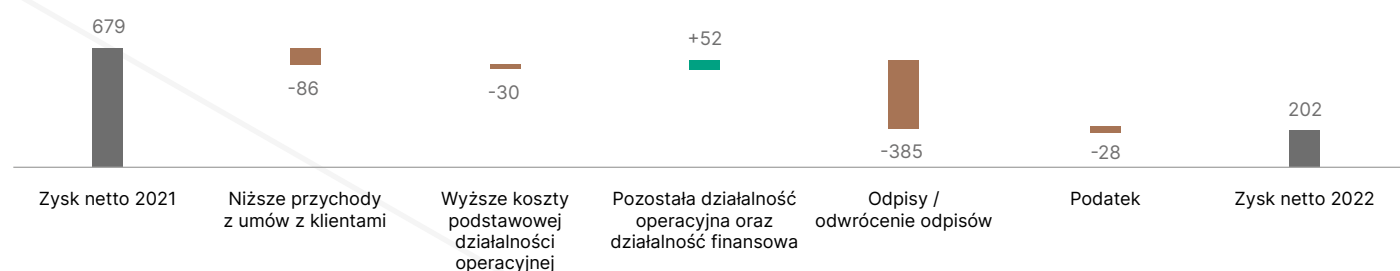 679
-86
-30
+52
-385
-28
202
Zysk netto 2021
Niższe przychody
z umów z klientami
Wyższe koszty
podstawowej
działalności
operacyjnej
Pozostała działalność
operacyjna oraz
działalność finansowa
Odpisy /
odwrócenie odpisów
Podatek
Zysk netto 2022